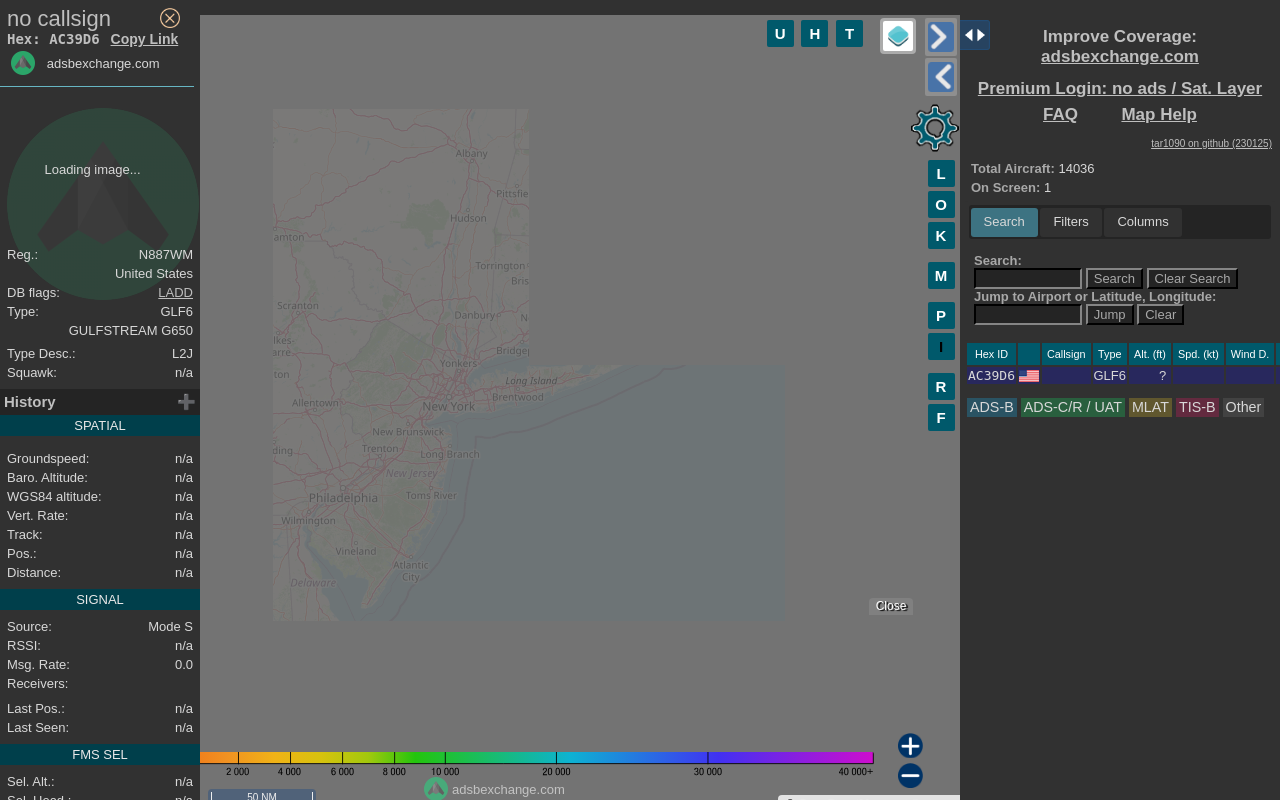 no callsign
Hex: AC39D6 Copy Link
adsbexchange.com
Loading image...
Reg.: N887WM
United States
DB flags: LADD
Type: GLF6
GULFSTREAM G650
Type Desc.: L2J
Squawk: n/a
History
SPATIAL
Groundspeed: n/a
Baro. Altitude: n/a
WGS84 altitude: n/a
Vert. Rate: n/a
Track: n/a
Pos.: n/a
Distance: n/a
SIGNAL
Source: Mode S
RSSI: n/a
Msg. Rate: 0.0
Receivers:
Last Pos.: n/a
Last Seen: n/a
FMS SEL
Sel. Alt.: n/a
Sel. Head.: n/a
U H T
L
O
K
M
P
I
R
F
Albany
Pittsfie
Hudson
amton
Torrington
Bris
Scranton
Danbury
N
lkes-
arre
Bridgep
Yonkers
ton
Long Island
Brentwood
Allentown
New York
New Brunswick
ding
Trenton
Long Branch
New Jersey
Philadelphia
Toms River
Wilmington
Vineland
Atlantic
City
Delaware
Close
2 000 4 000 6 000 8 000 10 000 20 000 30 000 40 000+
adsbexchange.com
50 NM
Improve Coverage:
adsbexchange.com
Premium Login: no ads / Sat. Layer
FAQ Map Help
tar1090 on github (230125)
Total Aircraft: 14036
On Screen: 1
Search Filters Columns
Search:
Search Clear Search
Jump to Airport or Latitude, Longitude:
Jump Clear
Hex ID Callsign Type Alt. (ft) Spd. (kt) Wind D.
AC39D6 GLF6 ?
ADS-B ADS-C/R / UAT MLAT TIS-B Other